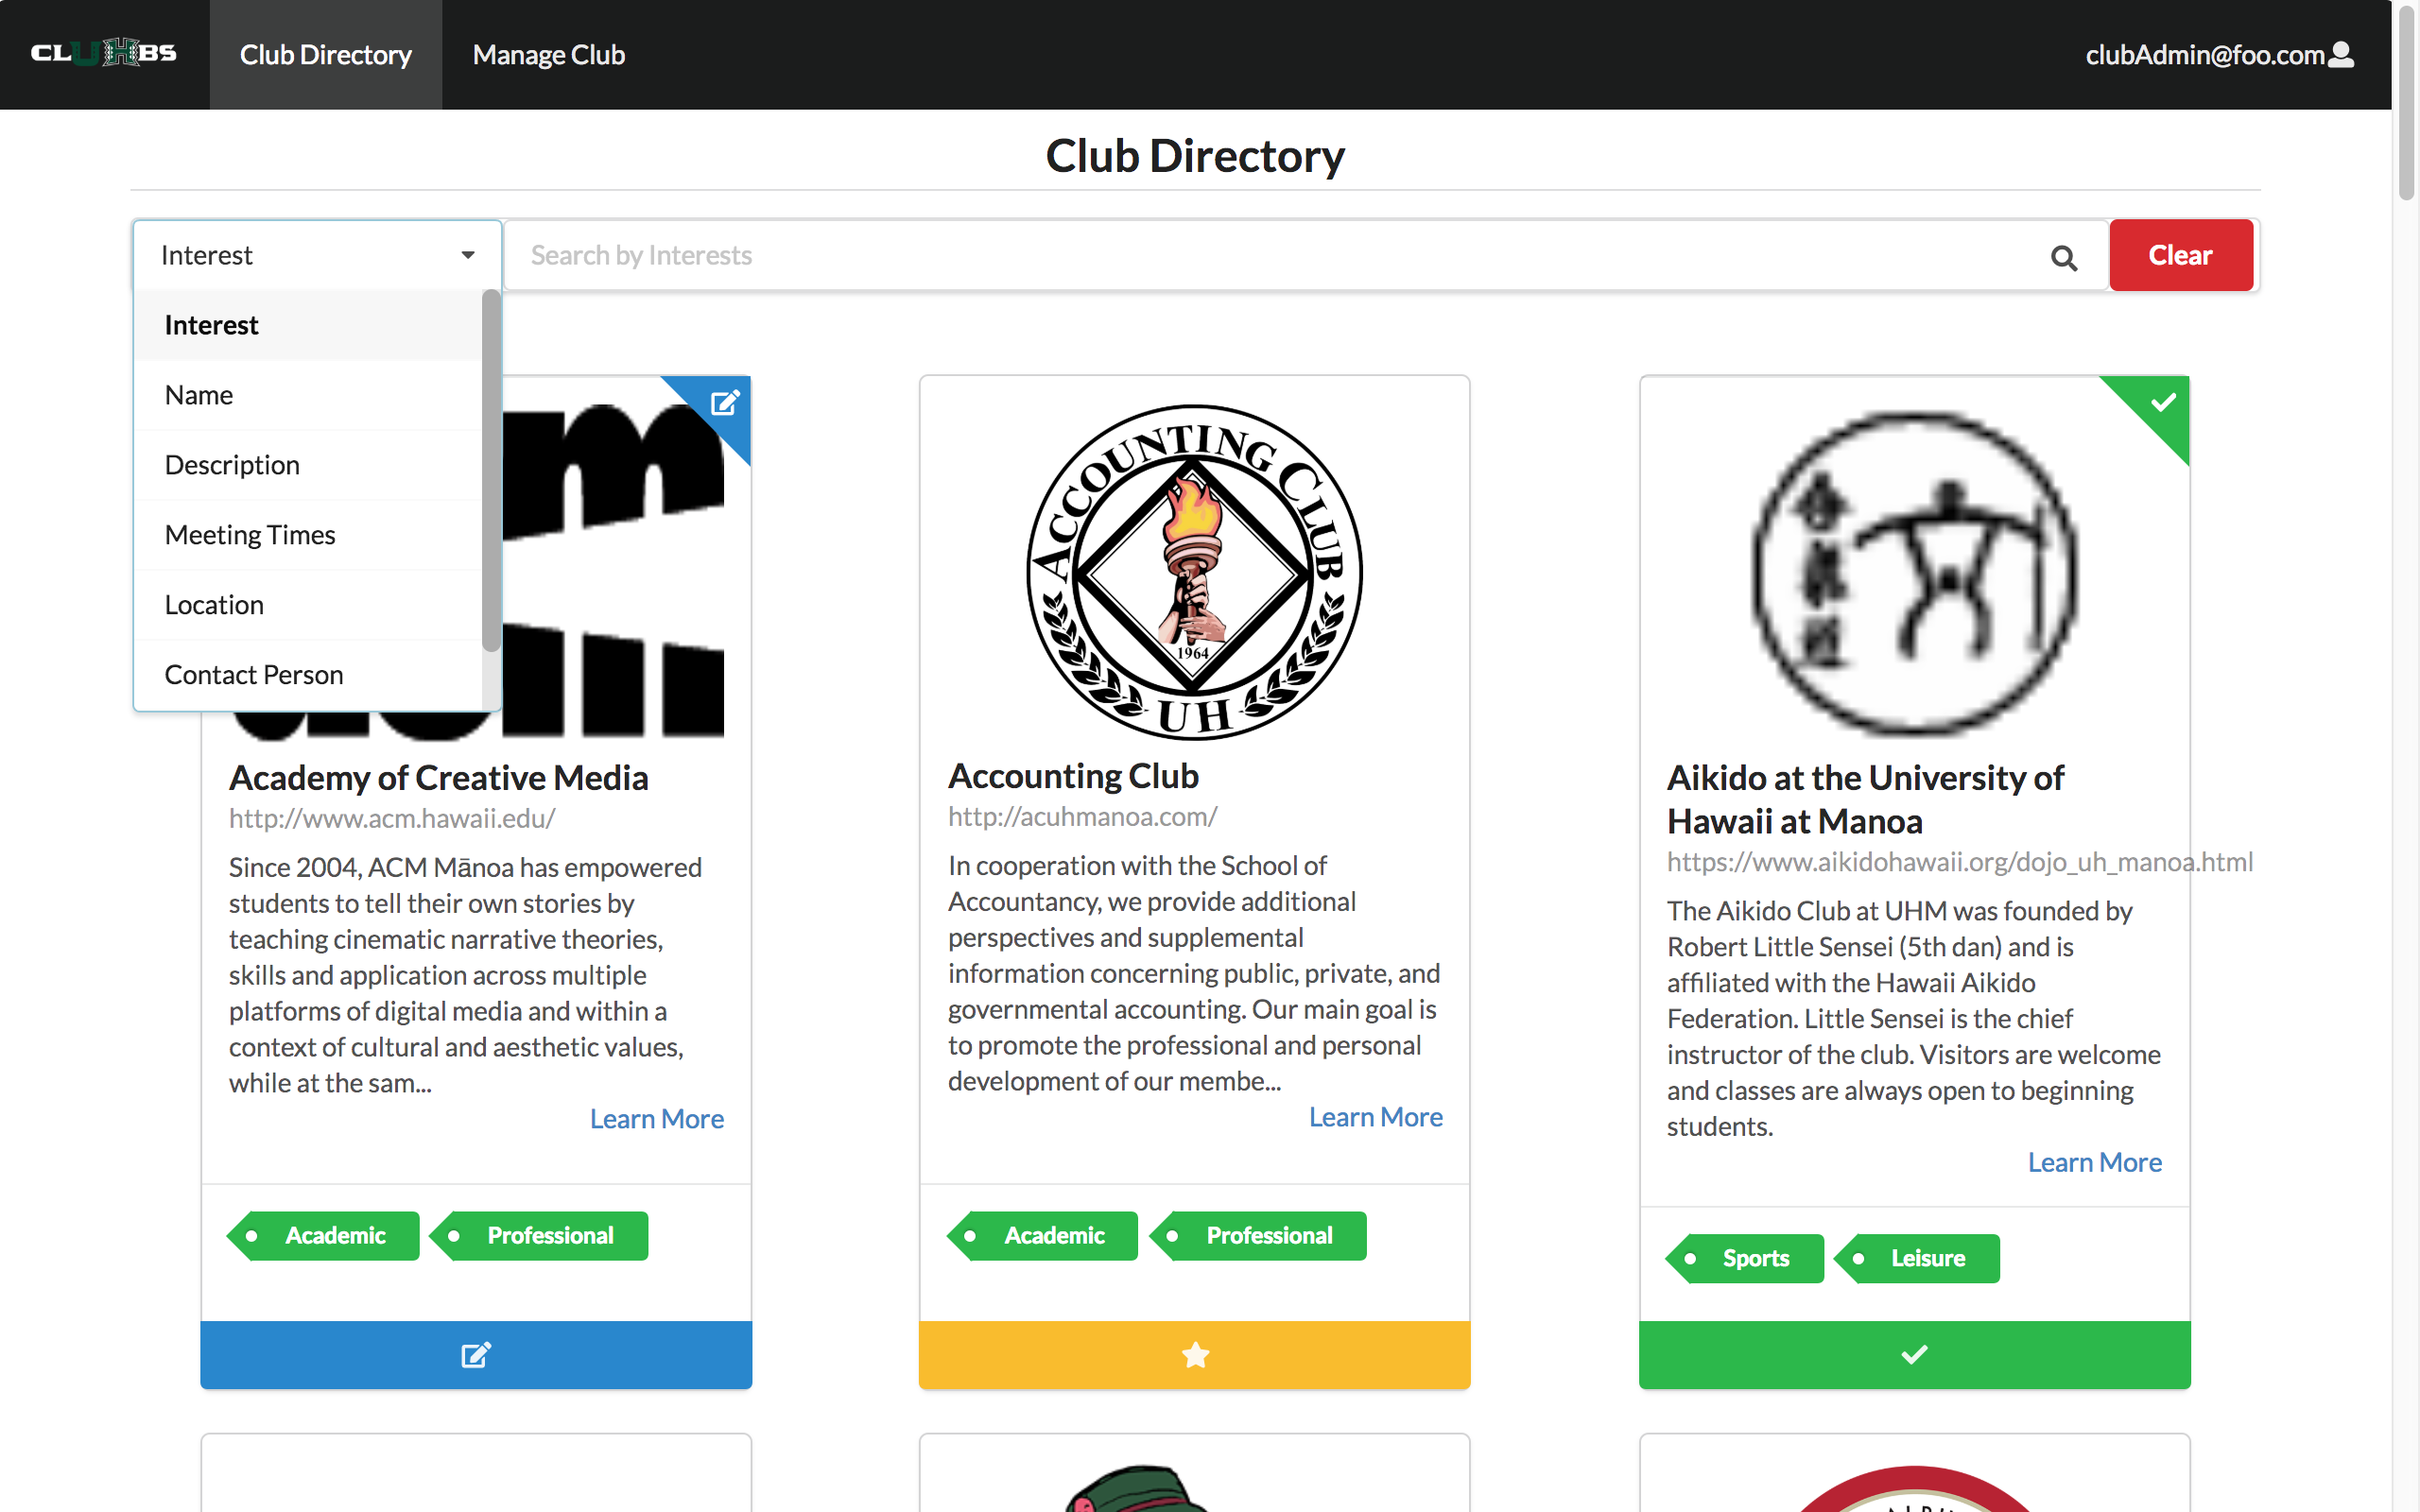 CLUHBS
Club Directory
Manage Club
clubAdmin@foo.com
Club Directory
Interest
Search by Interests
Clear
Interest
Name
Description
Meeting Times
Location
Contact Person
Academy of Creative Media
http://www.acm.hawaii.edu/
Since 2004, ACM Mānoa has empowered
students to tell their own stories by
teaching cinematic narrative theories,
skills and application across multiple
platforms of digital media and within a
context of cultural and aesthetic values,
while at the sam...
Learn More
Academic
Professional
ACCOUNTING CLUB
1964
UH
Accounting Club
http://acuhmanoa.com/
In cooperation with the School of
Accountancy, we provide additional
perspectives and supplemental
information concerning public, private, and
governmental accounting. Our main goal is
to promote the professional and personal
development of our membe...
Learn More
Academic
Professional
Aikido at the University of
Hawaii at Manoa
https://www.aikidohawaii.org/dojo_uh_manoa.html
The Aikido Club at UHM was founded by
Robert Little Sensei (5th dan) and is
affiliated with the Hawaii Aikido
Federation. Little Sensei is the chief
instructor of the club. Visitors are welcome
and classes are always open to beginning
students.
Learn More
Sports
Leisure